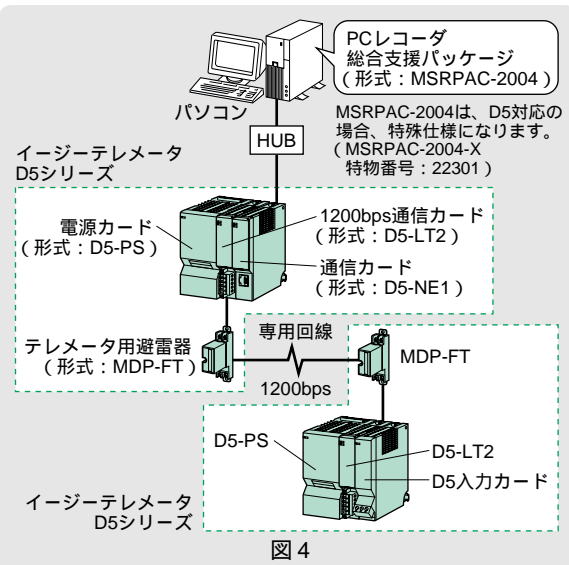 PCレコーダ
総合支援パッケージ
（形式：MSRPAC-2004）
パソコン
MSRPAC-2004は、D5対応の
場合、特殊仕様になります。
（MSRPAC-2004-X
特物番号：22301）
HUB
イージーテレメータ
D5シリーズ
電源カード
（形式：D5-PS）
1200bps通信カード
（形式：D5-LT2）
通信カード
（形式：D5-NE1）
テレメータ用避雷器
（形式：MDP-FT）
専用回線
1200bps
MDP-FT
D5-PS
D5-LT2
D5入力カード
イージーテレメータ
D5シリーズ
図4